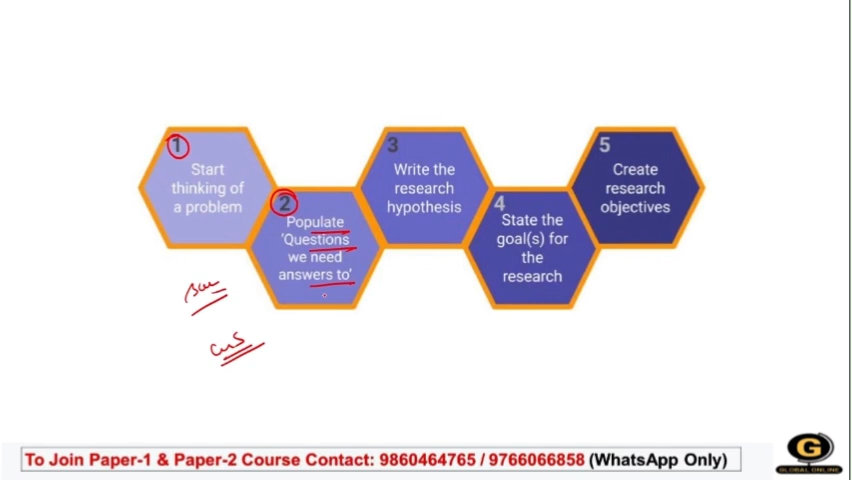 1
Start
thinking of
a problem
2
Populate
'Questions
we need
answers to'
3
Write the
research
hypothesis
4
State the
goal(s) for
the
research
5
Create
research
objectives
To Join Paper-1 & Paper-2 Course Contact: 9860464765 / 9766066858 (WhatsApp Only)
G
GLOBAL ONLINE